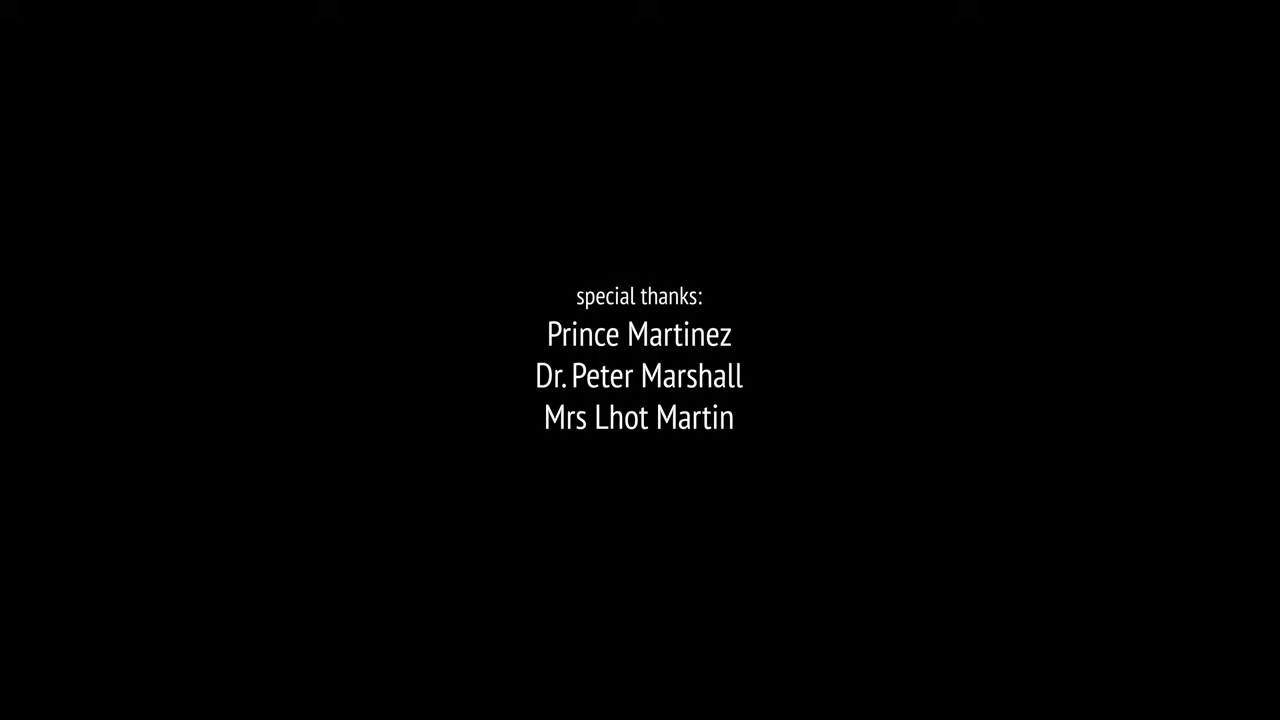 special thanks:
Prince Martinez
Dr. Peter Marshall
Mrs Lhot Martin